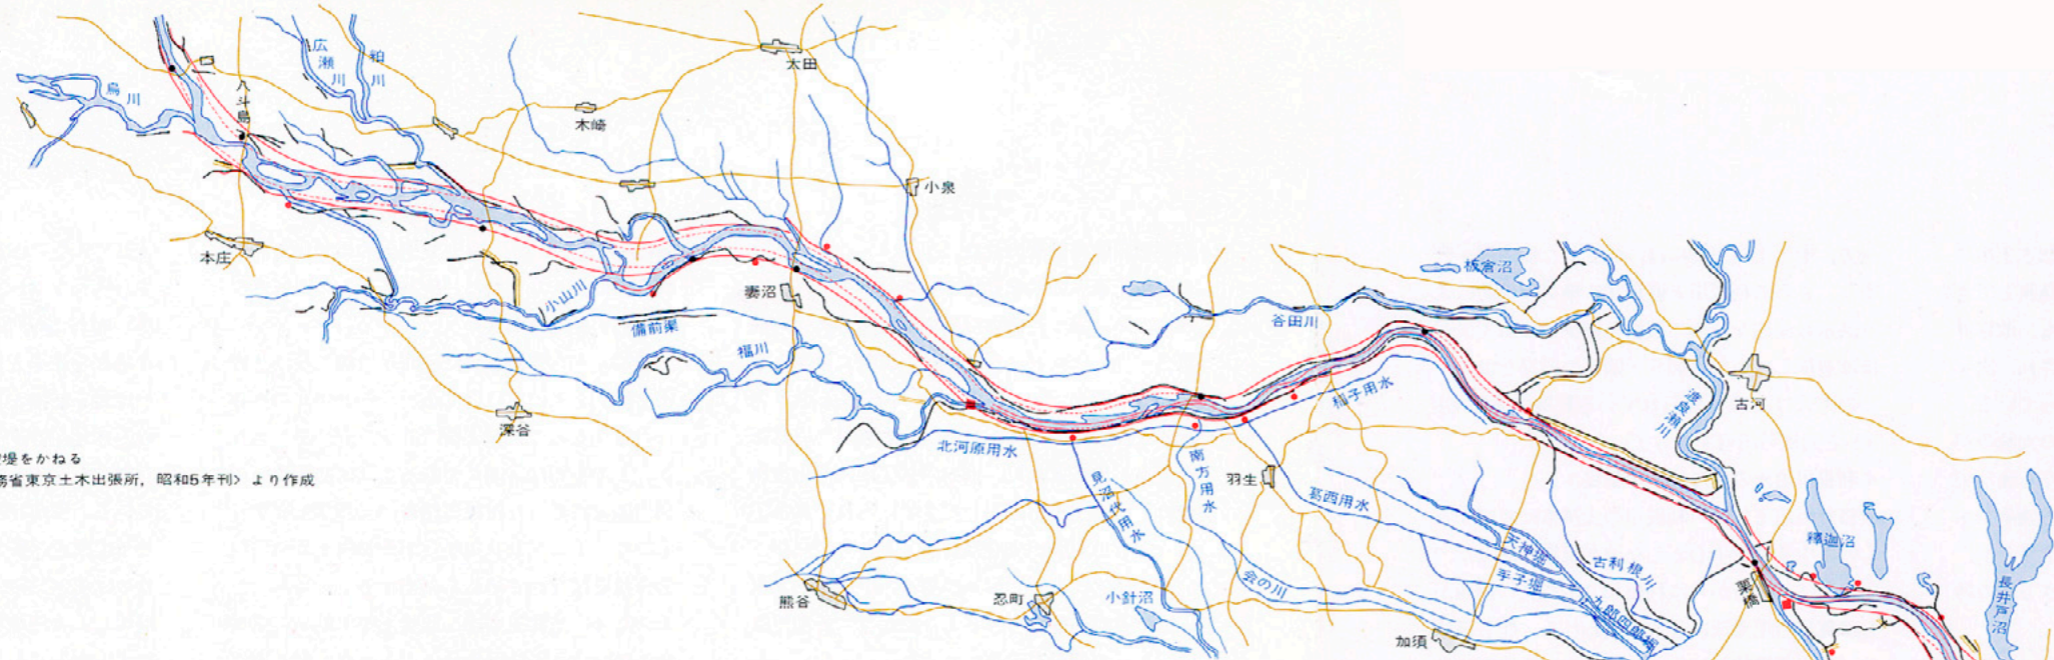 太田
広瀬川
粕川
烏川
八斗島
木崎
小泉
本庄
妻沼
小山川
備前渠
福川
深谷
板倉沼
谷田川
渡良瀬川
古河
稲子用水
北河原用水
南方用水
羽生
見沼代用水
葛西用水
堤をかねる
務省東京土木出張所，昭和5年刊〉より作成
天神堀
手子堀
古利根川
釋迦沼
会の川
熊谷
忍町
小針沼
栗橋
長井戸沼
加須